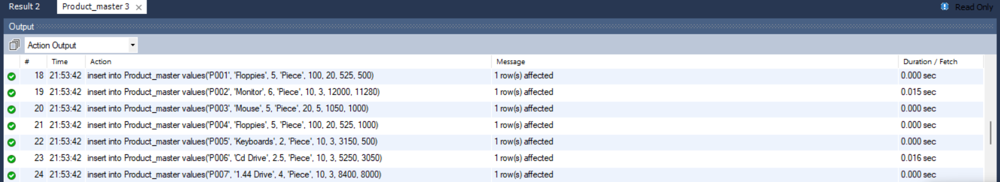 Result 2 Product_master 3 × Read Only
Output
Action Output
# Time Action Message Duration / Fetch
18 21:53:42 insert into Product_master values('P001', 'Floppies', 5, 'Piece', 100, 20, 525, 500) 1 row(s) affected 0.000 sec
19 21:53:42 insert into Product_master values('P002', 'Monitor', 6, 'Piece', 10, 3, 12000, 11280) 1 row(s) affected 0.015 sec
20 21:53:42 insert into Product_master values('P003', 'Mouse', 5, 'Piece', 20, 5, 1050, 1000) 1 row(s) affected 0.000 sec
21 21:53:42 insert into Product_master values('P004', 'Floppies', 5, 'Piece', 100, 20, 525, 1000) 1 row(s) affected 0.000 sec
22 21:53:42 insert into Product_master values('P005', 'Keyboards', 2, 'Piece', 10, 3, 3150, 500) 1 row(s) affected 0.000 sec
23 21:53:42 insert into Product_master values('P006', 'Cd Drive', 2.5, 'Piece', 10, 3, 5250, 3050) 1 row(s) affected 0.016 sec
24 21:53:42 insert into Product_master values('P007', '1.44 Drive', 4, 'Piece', 10, 3, 8400, 8000) 1 row(s) affected 0.000 sec